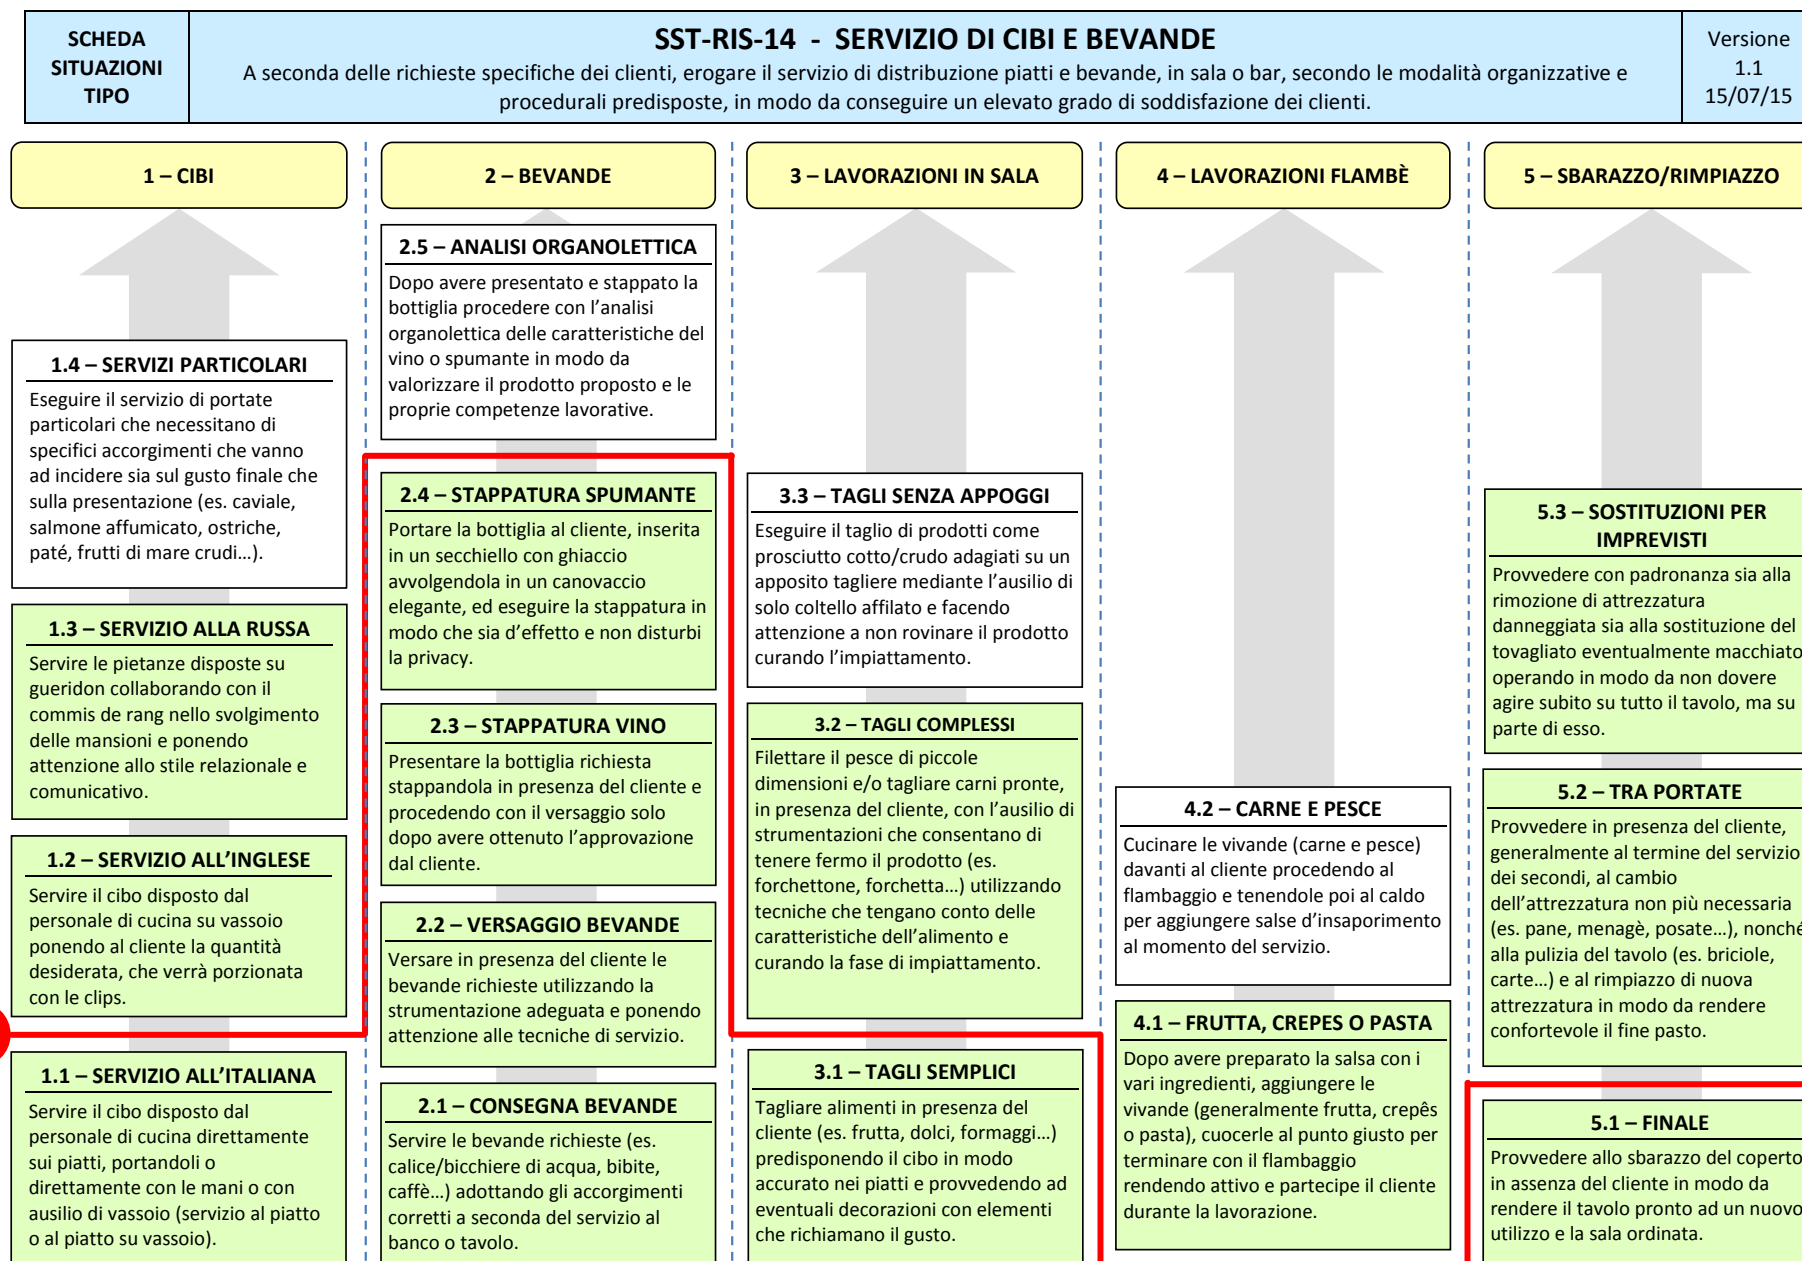 SCHEDA
SITUAZIONI
TIPO
SST-RIS-14 - SERVIZIO DI CIBI E BEVANDE
A seconda delle richieste specifiche dei clienti, erogare il servizio di distribuzione piatti e bevande, in sala o bar, secondo le modalità organizzative e
procedurali predisposte, in modo da conseguire un elevato grado di soddisfazione dei clienti.
Versione
1.1
15/07/15
1 – CIBI
1.4 – SERVIZI PARTICOLARI
Eseguire il servizio di portate
particolari che necessitano di
specifici accorgimenti che vanno
ad incidere sia sul gusto finale che
sulla presentazione (es. caviale,
salmone affumicato, ostriche,
paté, frutti di mare crudi…).
1.3 – SERVIZIO ALLA RUSSA
Servire le pietanze disposte su
gueridon collaborando con il
commis de rang nello svolgimento
delle mansioni e ponendo
attenzione allo stile relazionale e
comunicativo.
1.2 – SERVIZIO ALL’INGLESE
Servire il cibo disposto dal
personale di cucina su vassoio
ponendo al cliente la quantità
desiderata, che verrà porzionata
con le clips.
1.1 – SERVIZIO ALL’ITALIANA
Servire il cibo disposto dal
personale di cucina direttamente
sui piatti, portandoli o
direttamente con le mani o con
ausilio di vassoio (servizio al piatto
o al piatto su vassoio).
2 – BEVANDE
2.5 – ANALISI ORGANOLETTICA
Dopo avere presentato e stappato la
bottiglia procedere con l’analisi
organolettica delle caratteristiche del
vino o spumante in modo da
valorizzare il prodotto proposto e le
proprie competenze lavorative.
2.4 – STAPPATURA SPUMANTE
Portare la bottiglia al cliente, inserita
in un secchiello con ghiaccio
avvolgendola in un canovaccio
elegante, ed eseguire la stappatura in
modo che sia d’effetto e non disturbi
la privacy.
2.3 – STAPPATURA VINO
Presentare la bottiglia richiesta
stappandola in presenza del cliente e
procedendo con il versaggio solo
dopo avere ottenuto l’approvazione
dal cliente.
2.2 – VERSAGGIO BEVANDE
Versare in presenza del cliente le
bevande richieste utilizzando la
strumentazione adeguata e ponendo
attenzione alle tecniche di servizio.
2.1 – CONSEGNA BEVANDE
Servire le bevande richieste (es.
calice/bicchiere di acqua, bibite,
caffè…) adottando gli accorgimenti
corretti a seconda del servizio al
banco o tavolo.
3 – LAVORAZIONI IN SALA
3.3 – TAGLI SENZA APPOGGI
Eseguire il taglio di prodotti come
prosciutto cotto/crudo adagiati su un
apposito tagliere mediante l’ausilio di
solo coltello affilato e facendo
attenzione a non rovinare il prodotto
curando l’impiattamento.
3.2 – TAGLI COMPLESSI
Filettare il pesce di piccole
dimensioni e/o tagliare carni pronte,
in presenza del cliente, con l’ausilio di
strumentazioni che consentano di
tenere fermo il prodotto (es.
forchettone, forchetta…) utilizzando
tecniche che tengano conto delle
caratteristiche dell’alimento e
curando la fase di impiattamento.
3.1 – TAGLI SEMPLICI
Tagliare alimenti in presenza del
cliente (es. frutta, dolci, formaggi…)
predisponendo il cibo in modo
accurato nei piatti e provvedendo ad
eventuali decorazioni con elementi
che richiamano il gusto.
4 – LAVORAZIONI FLAMBÈ
4.2 – CARNE E PESCE
Cucinare le vivande (carne e pesce)
davanti al cliente procedendo al
flambaggio e tenendole poi al caldo
per aggiungere salse d’insaporimento
al momento del servizio.
4.1 – FRUTTA, CREPES O PASTA
Dopo avere preparato la salsa con i
vari ingredienti, aggiungere le
vivande (generalmente frutta, crepês
o pasta), cuocerle al punto giusto per
terminare con il flambaggio
rendendo attivo e partecipe il cliente
durante la lavorazione.
5 – SBARAZZO/RIMPIAZZO
5.3 – SOSTITUZIONI PER
IMPREVISTI
Provvedere con padronanza sia alla
rimozione di attrezzatura
danneggiata sia alla sostituzione del
tovagliato eventualmente macchiato
operando in modo da non dovere
agire subito su tutto il tavolo, ma su
parte di esso.
5.2 – TRA PORTATE
Provvedere in presenza del cliente,
generalmente al termine del servizio
dei secondi, al cambio
dell’attrezzatura non più necessaria
(es. pane, menagè, posate…), nonché
alla pulizia del tavolo (es. briciole,
carte…) e al rimpiazzo di nuova
attrezzatura in modo da rendere
confortevole il fine pasto.
5.1 – FINALE
Provvedere allo sbarazzo del coperto
in assenza del cliente in modo da
rendere il tavolo pronto ad un nuovo
utilizzo e la sala ordinata.